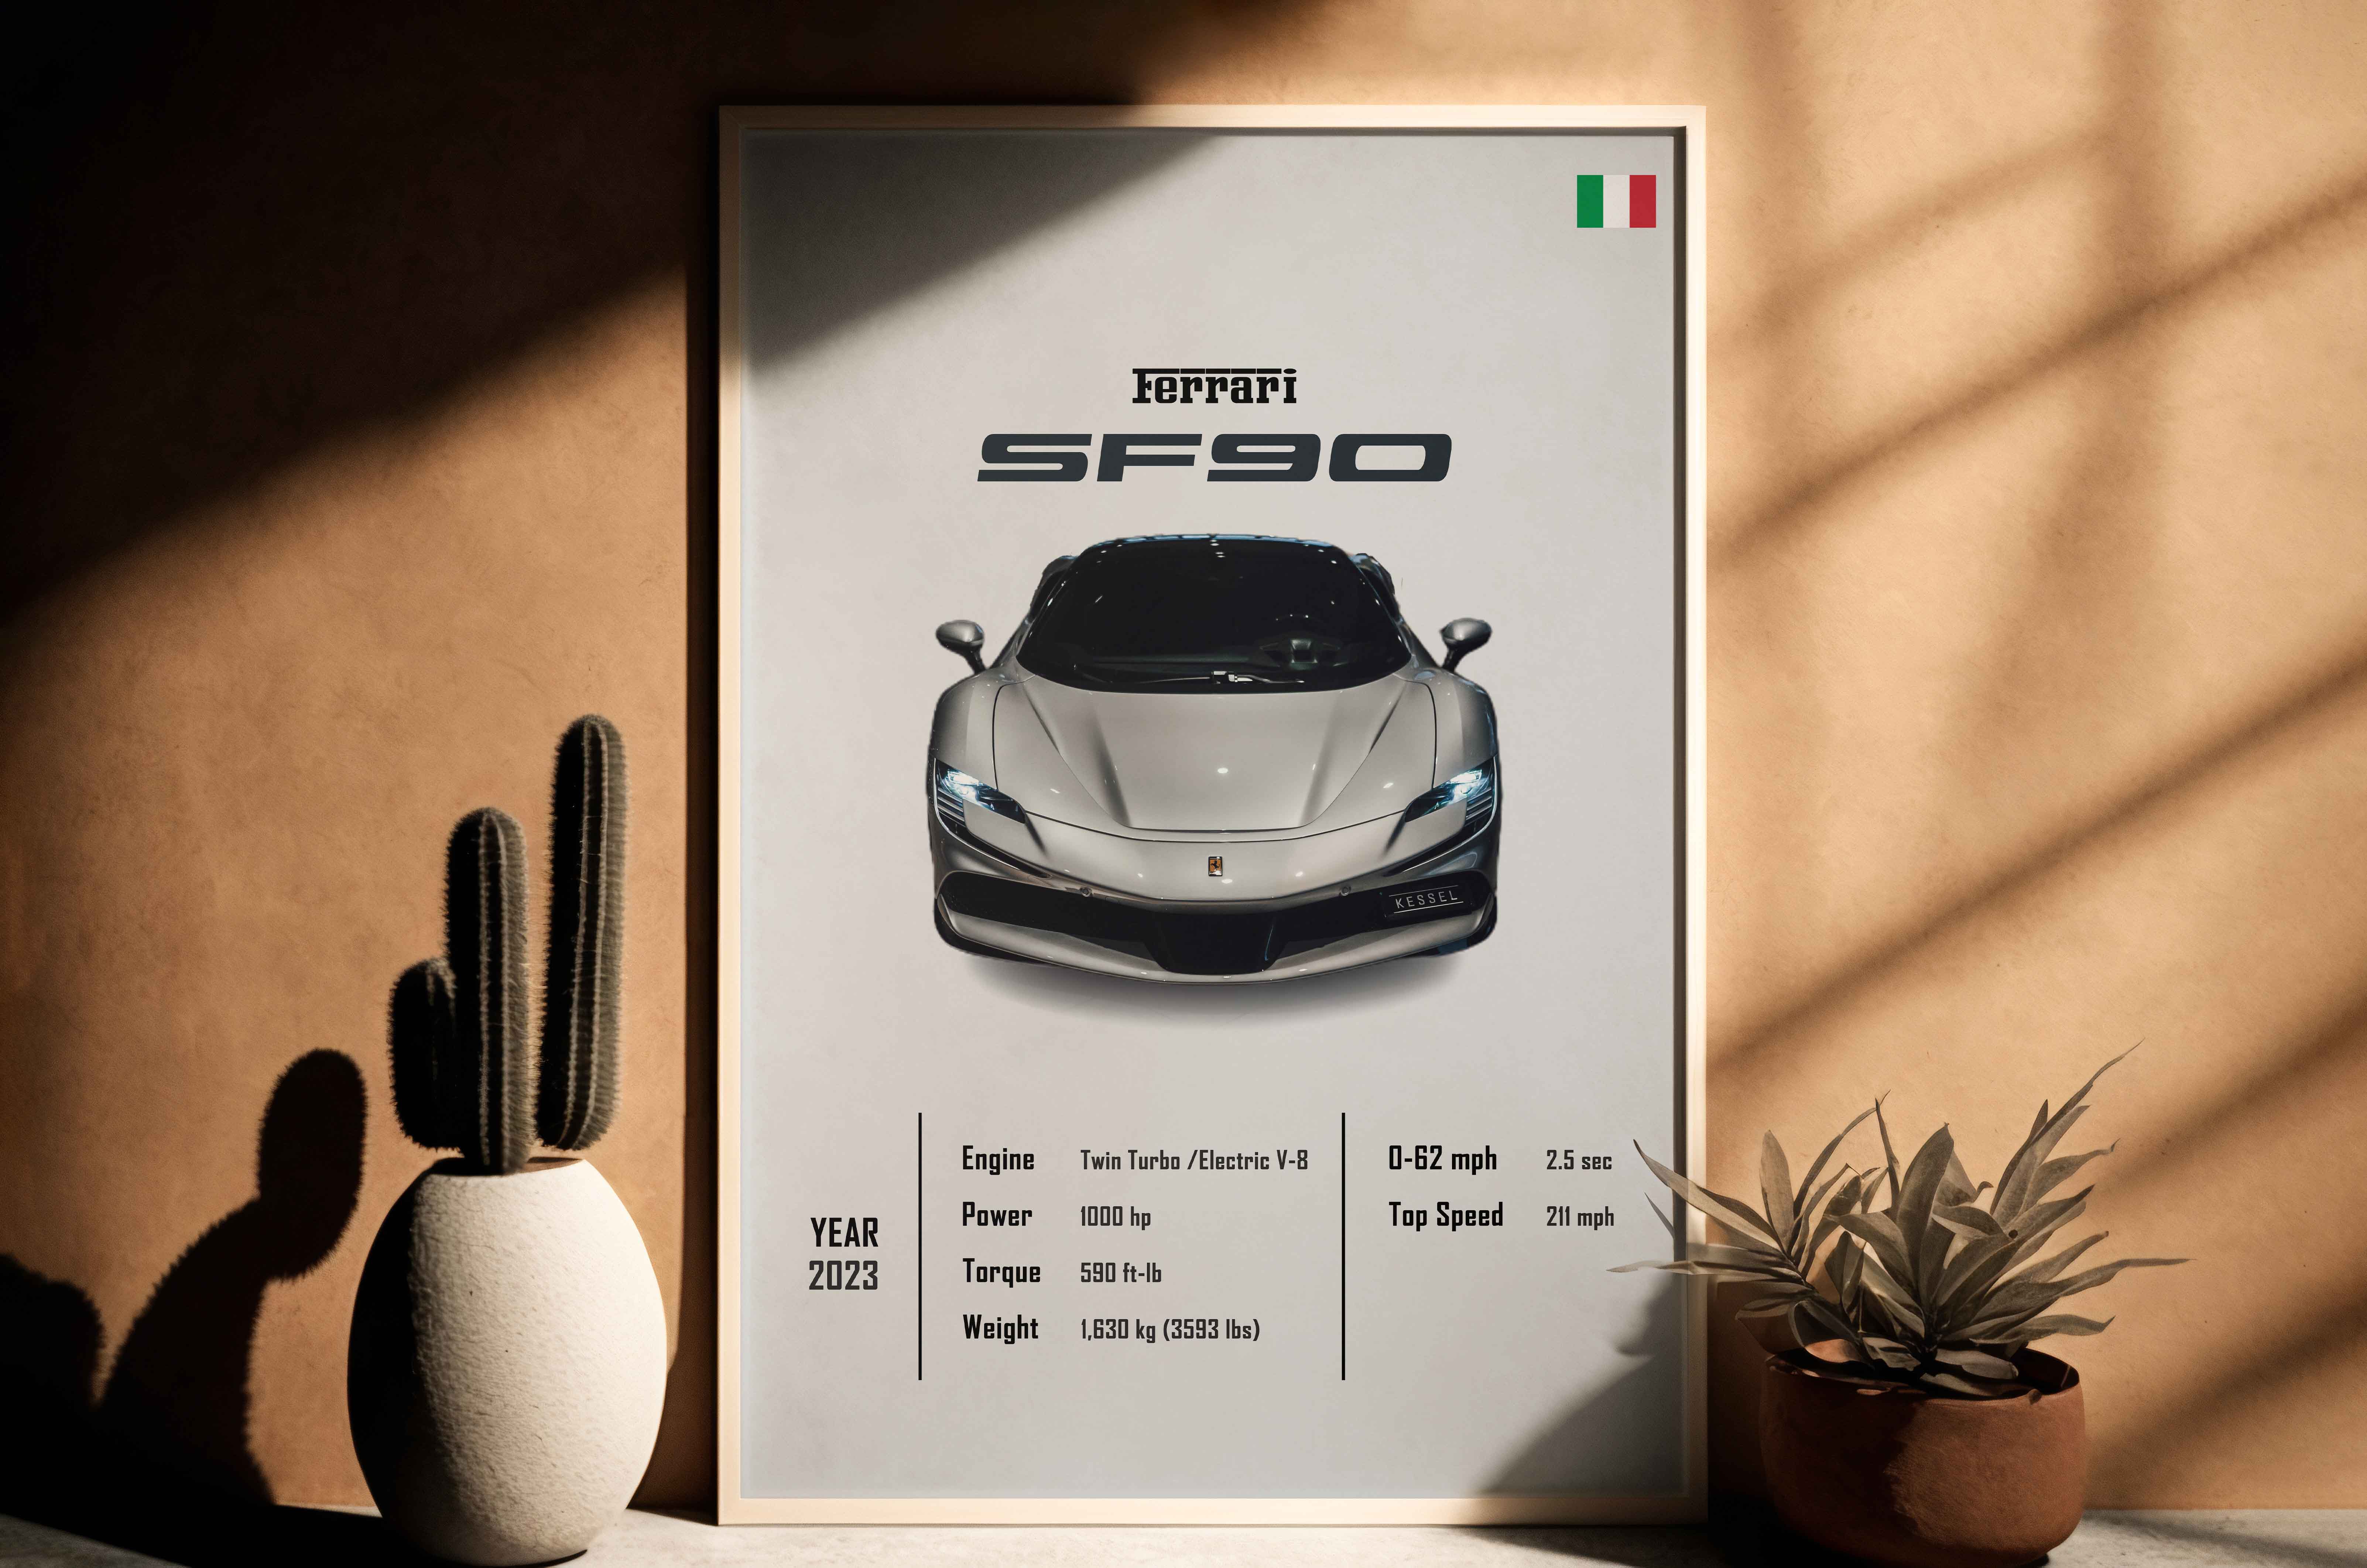 Ferrari
SF90
KESSEL
YEAR
2023
Engine Twin Turbo /Electric V-8
Power 1000 hp
Torque 590 ft-lb
Weight 1,630 kg (3593 lbs)
0-62 mph 2.5 sec
Top Speed 211 mph